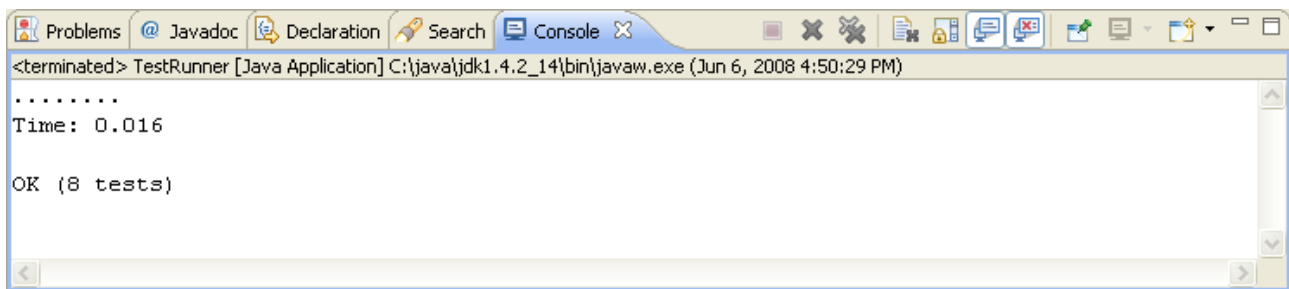 Problems @ Javadoc Declaration Search Console
<terminated> TestRunner [Java Application] C:\java\jdk1.4.2_14\bin\javaw.exe (Jun 6, 2008 4:50:29 PM)
........
Time: 0.016
OK (8 tests)